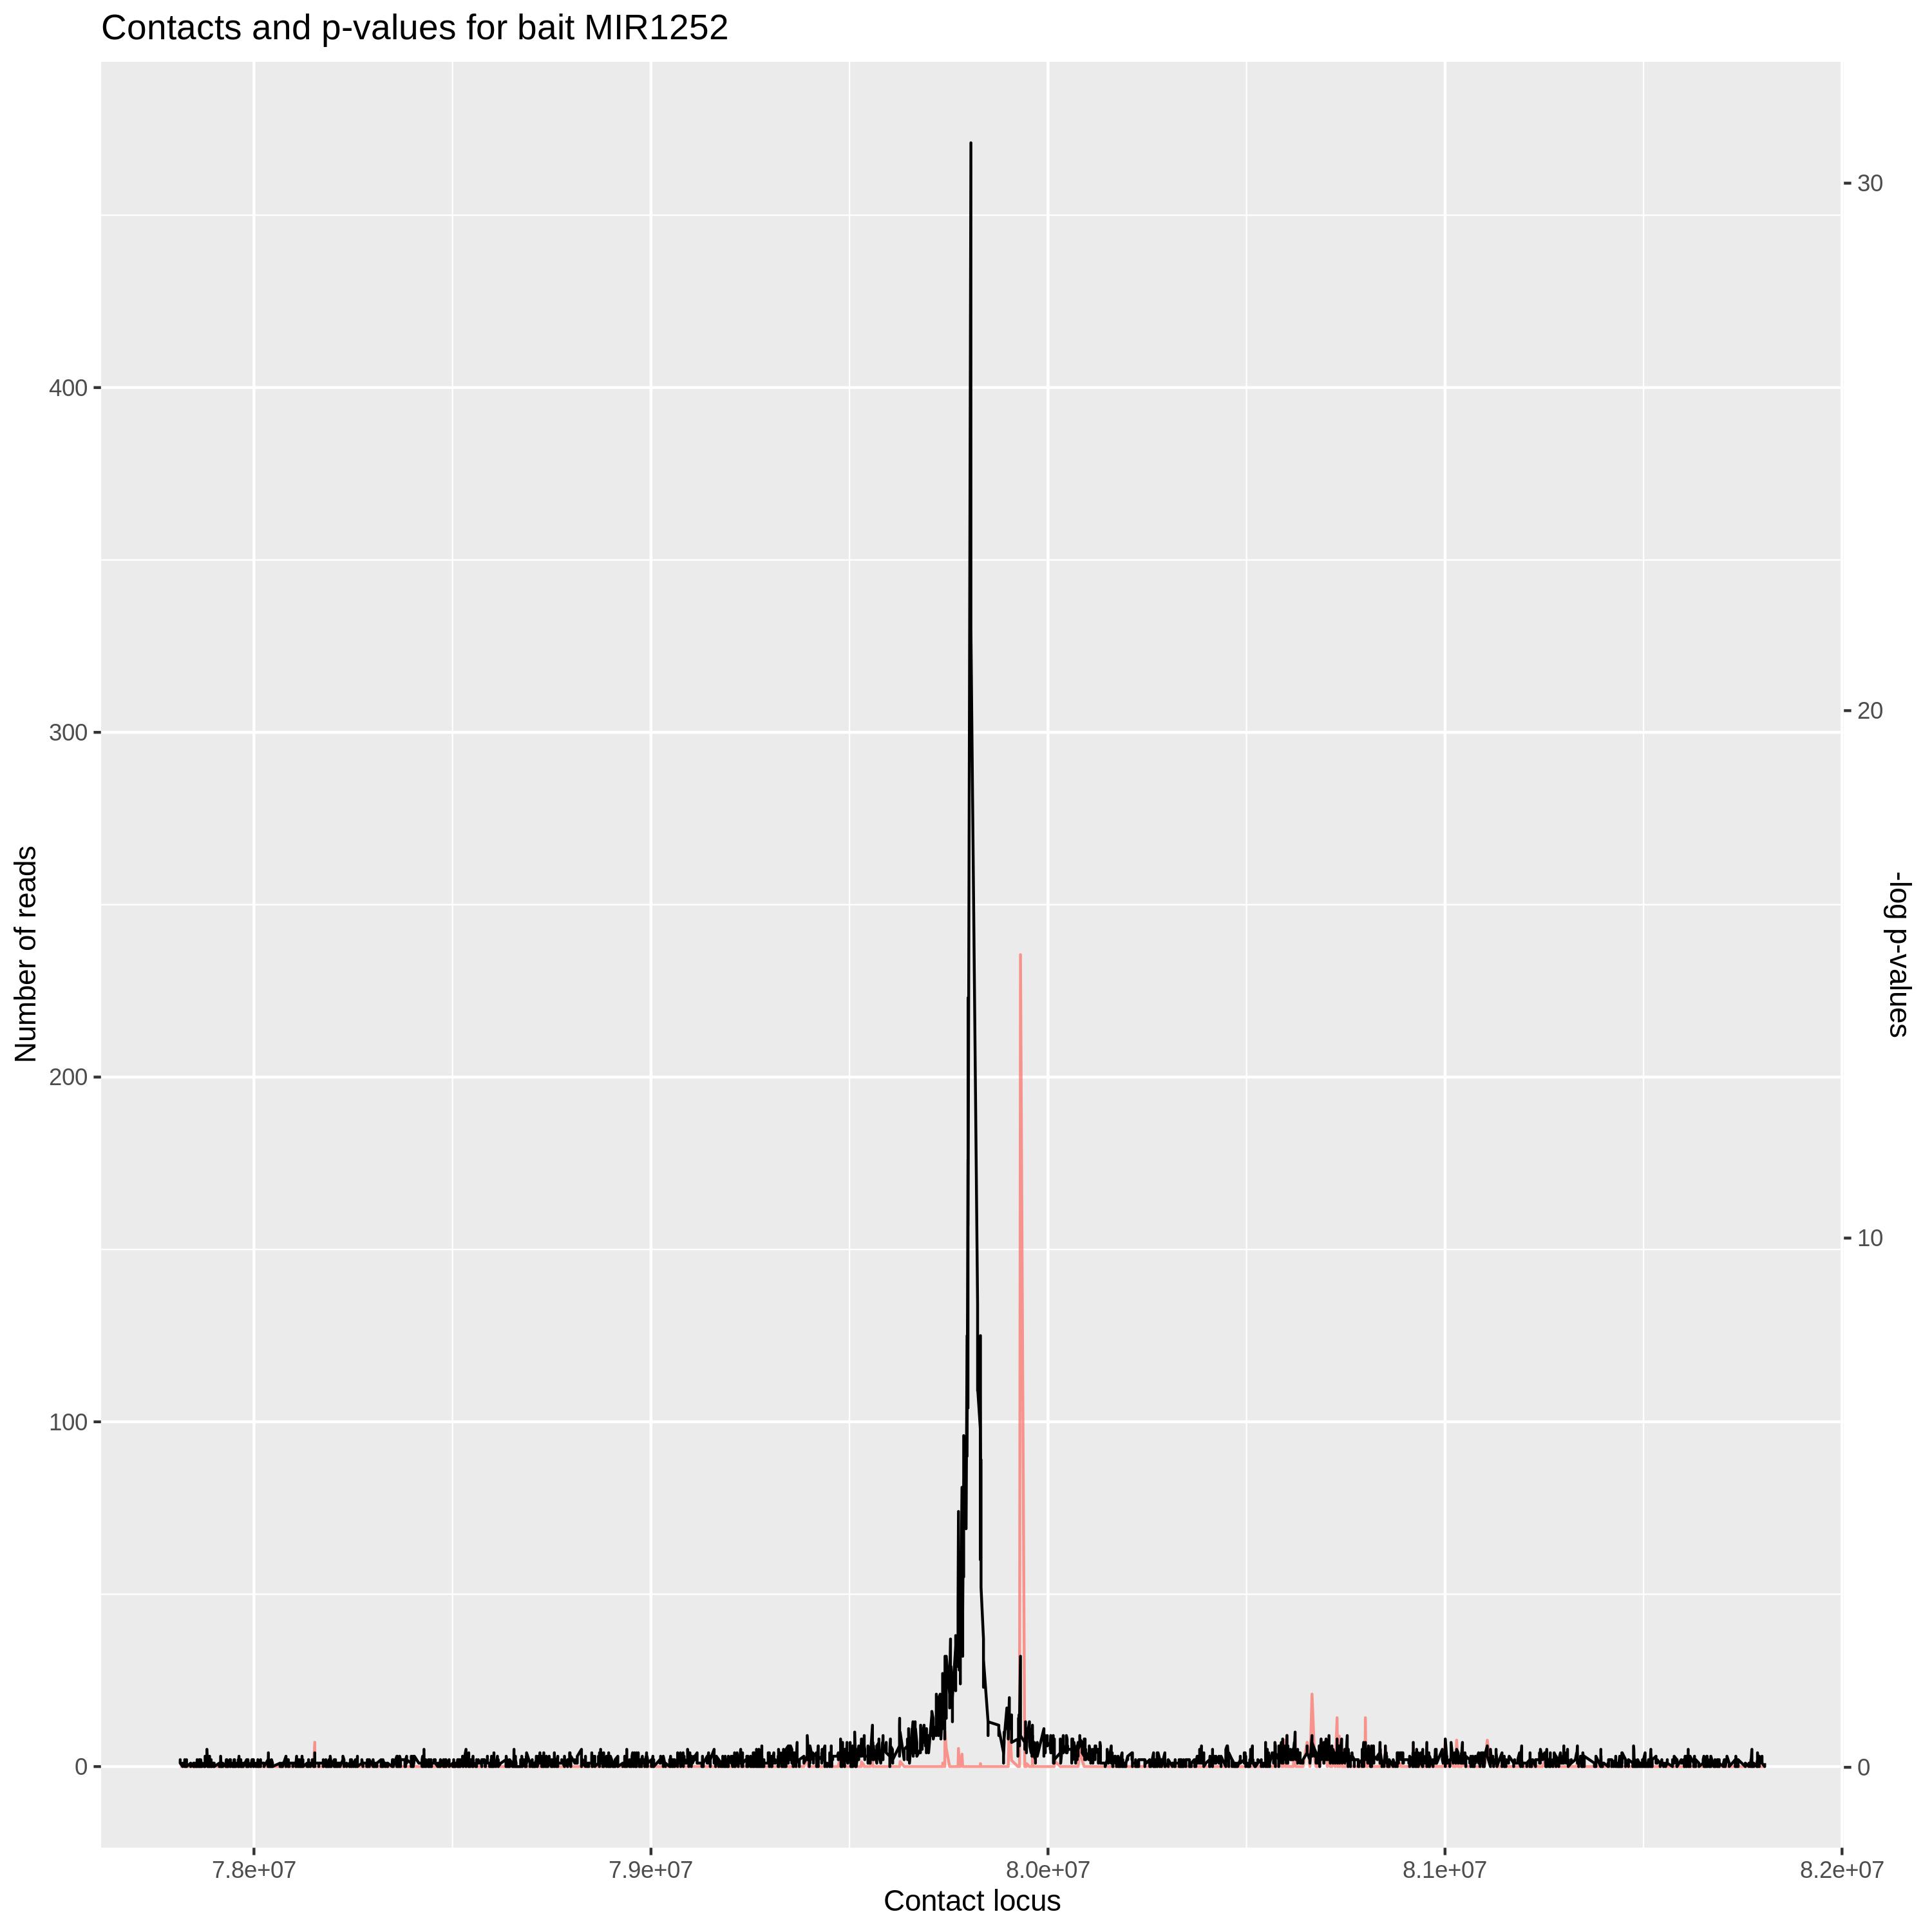 Contacts and p-values for bait MIR1252
Number of reads
400
300
200
100
0
30
20
10
0
-log p-values
7.8e+07 7.9e+07 8.0e+07 8.1e+07 8.2e+07
Contact locus